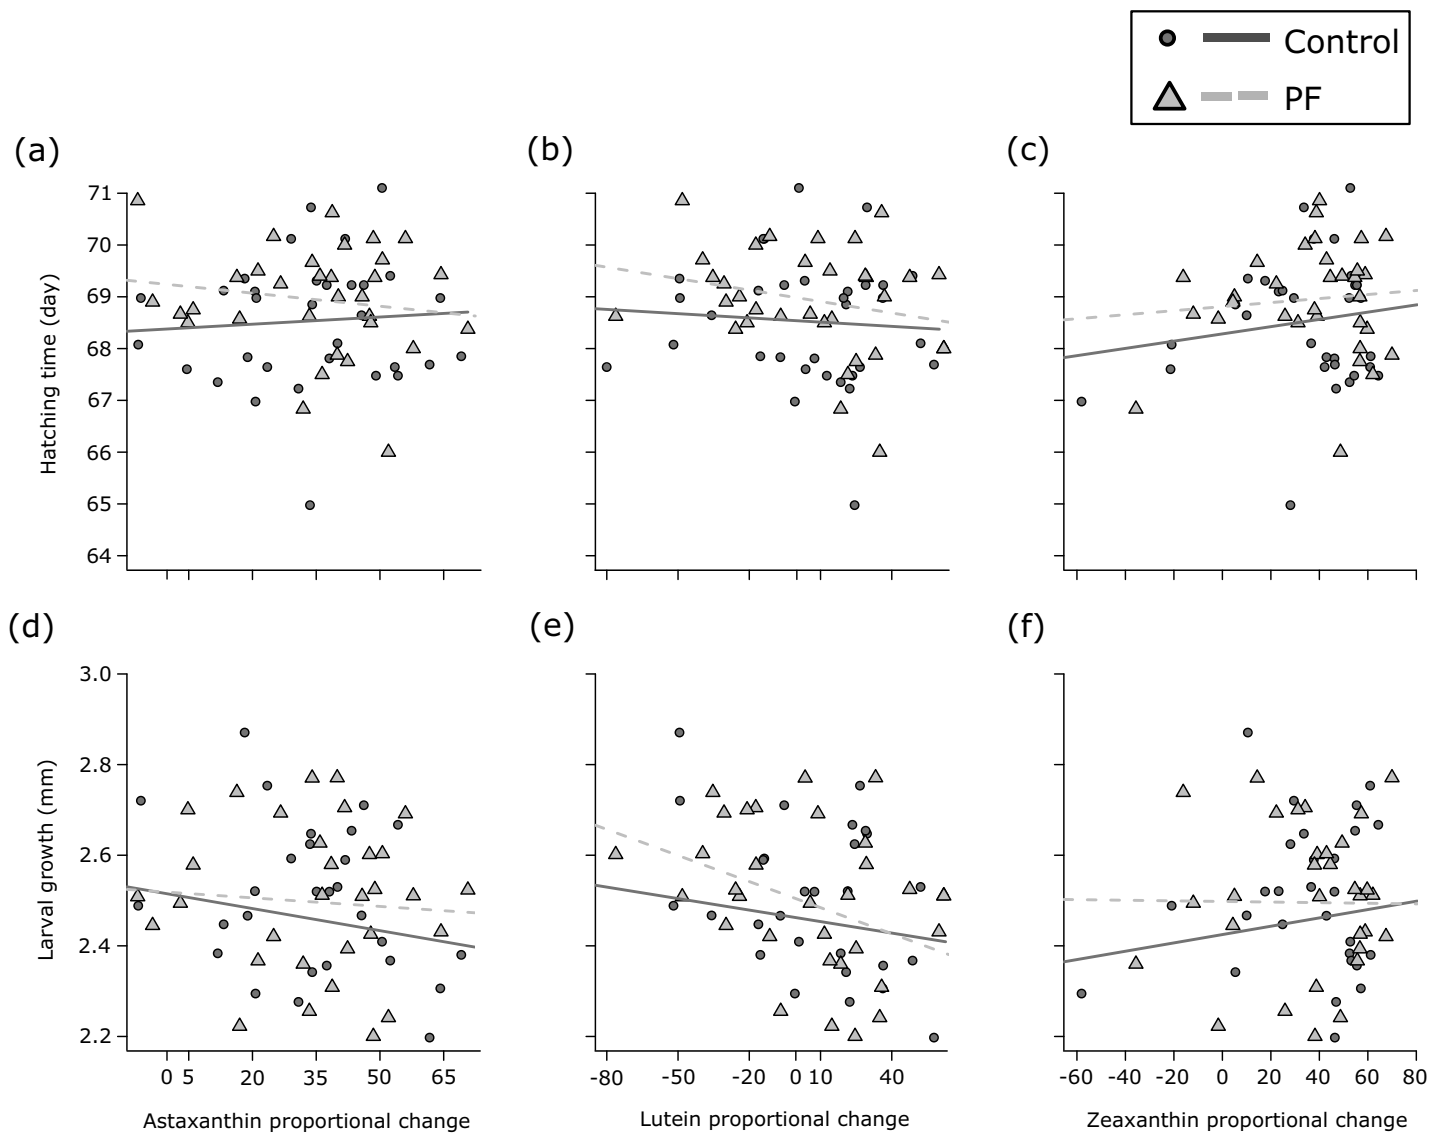 Control
PF
(a) (b) (c)
71
70
69
68
67
66
65
64
Hatching time (day)
(d) (e) (f)
3.0
2.8
2.6
2.4
2.2
Larval growth (mm)
0 5 20 35 50 65
-80 -50 -20 0 10 40
-60 -40 -20 0 20 40 60 80
Astaxanthin proportional change
Lutein proportional change
Zeaxanthin proportional change